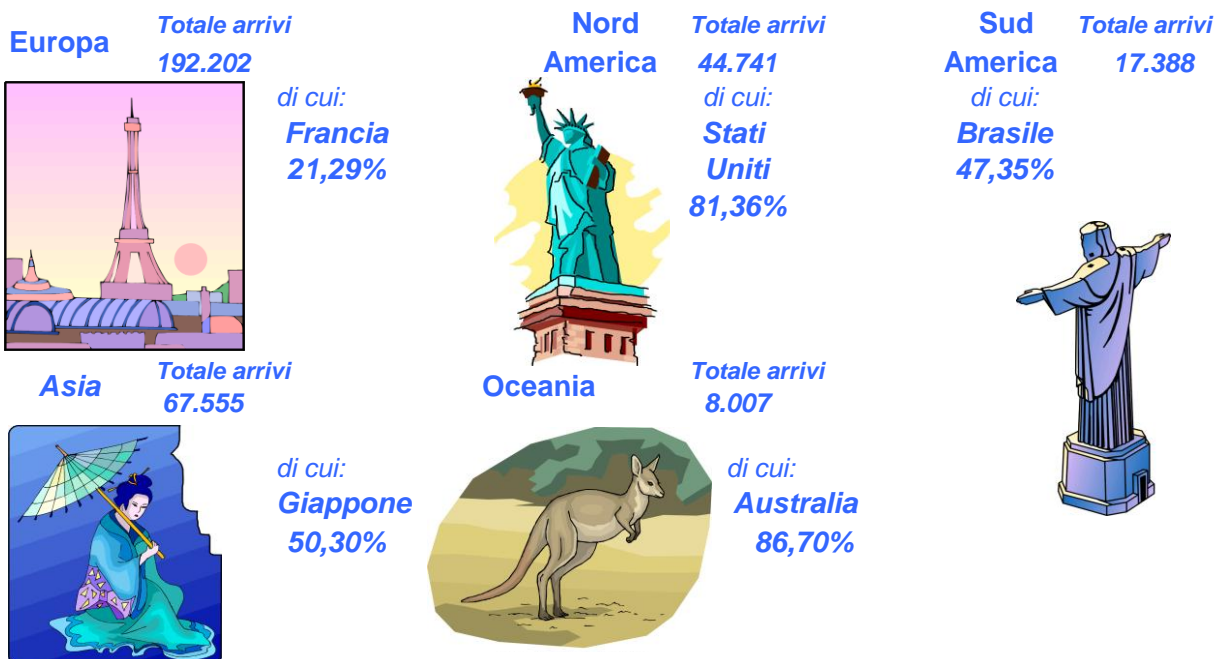 Europa
Totale arrivi
192.202
di cui:
Francia
21,29%
Nord
America
Totale arrivi
44.741
di cui:
Stati
Uniti
81,36%
Sud
America
Totale arrivi
17.388
di cui:
Brasile
47,35%
Asia
Totale arrivi
67.555
di cui:
Giappone
50,30%
Oceania
Totale arrivi
8.007
di cui:
Australia
86,70%